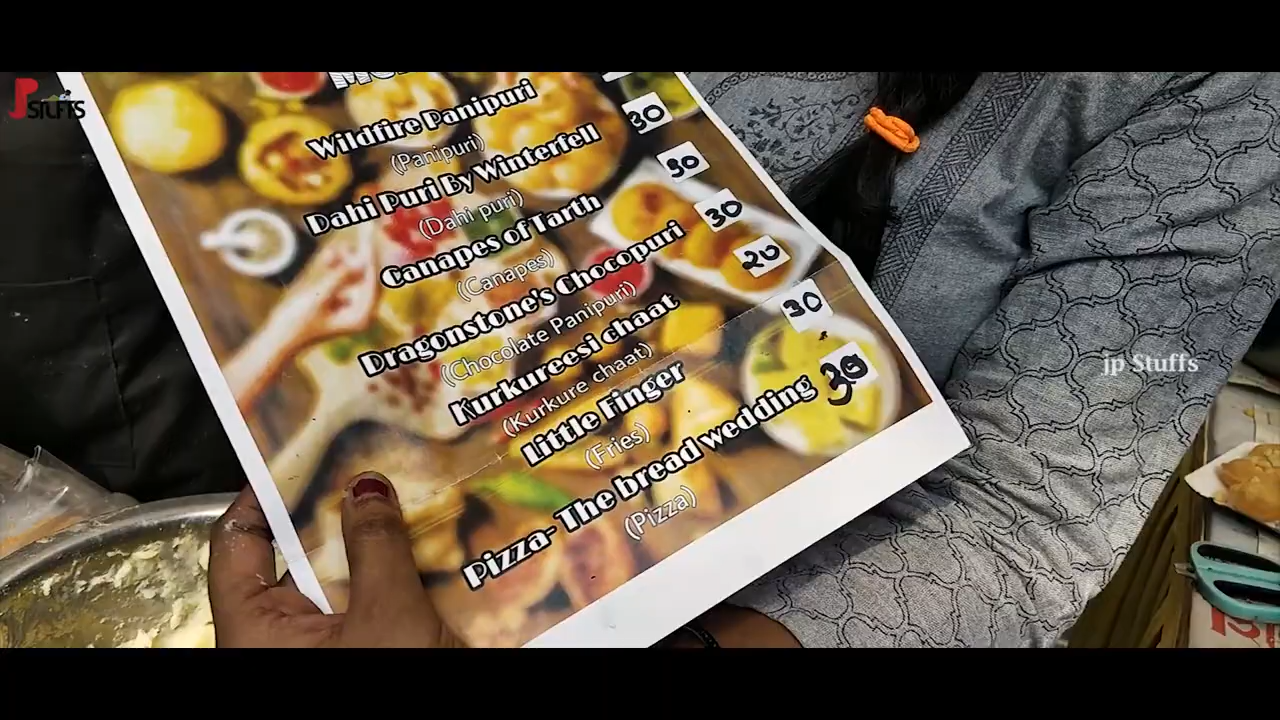 JP STUFFS
Wildfire Panipuri
(Panipuri)
Dahi Puri By Winterfell 30
(Dahi puri)
Canapes of Tarth 30
(Canapes)
Dragonstone's Chocopuri 30
(Chocolate Panipuri)
Kurkureesi chaat 20
(Kurkure chaat)
Little Finger 30
(Fries)
Pizza- The bread wedding 30
(Pizza)
jp Stuffs